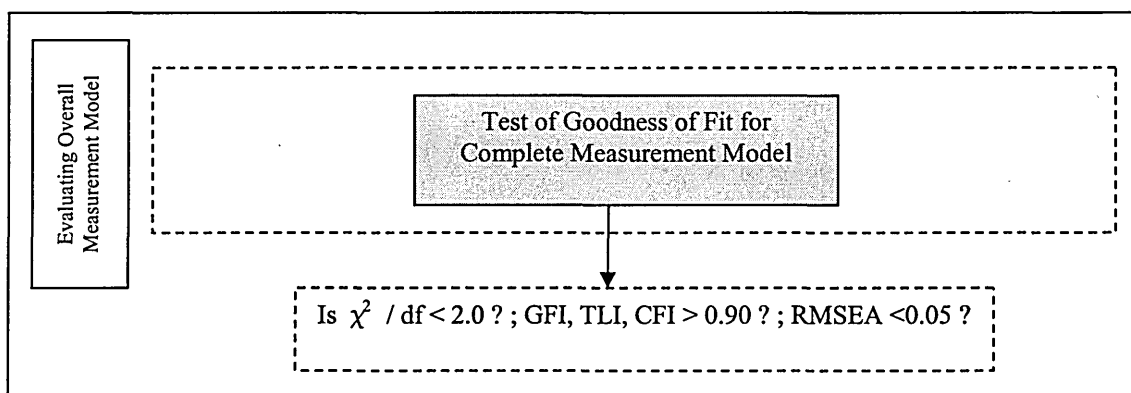 Evaluating Overall
Measurement Model
Test of Goodness of Fit for
Complete Measurement Model
Is χ² / df < 2.0 ? ; GFI, TLI, CFI > 0.90 ? ; RMSEA <0.05 ?